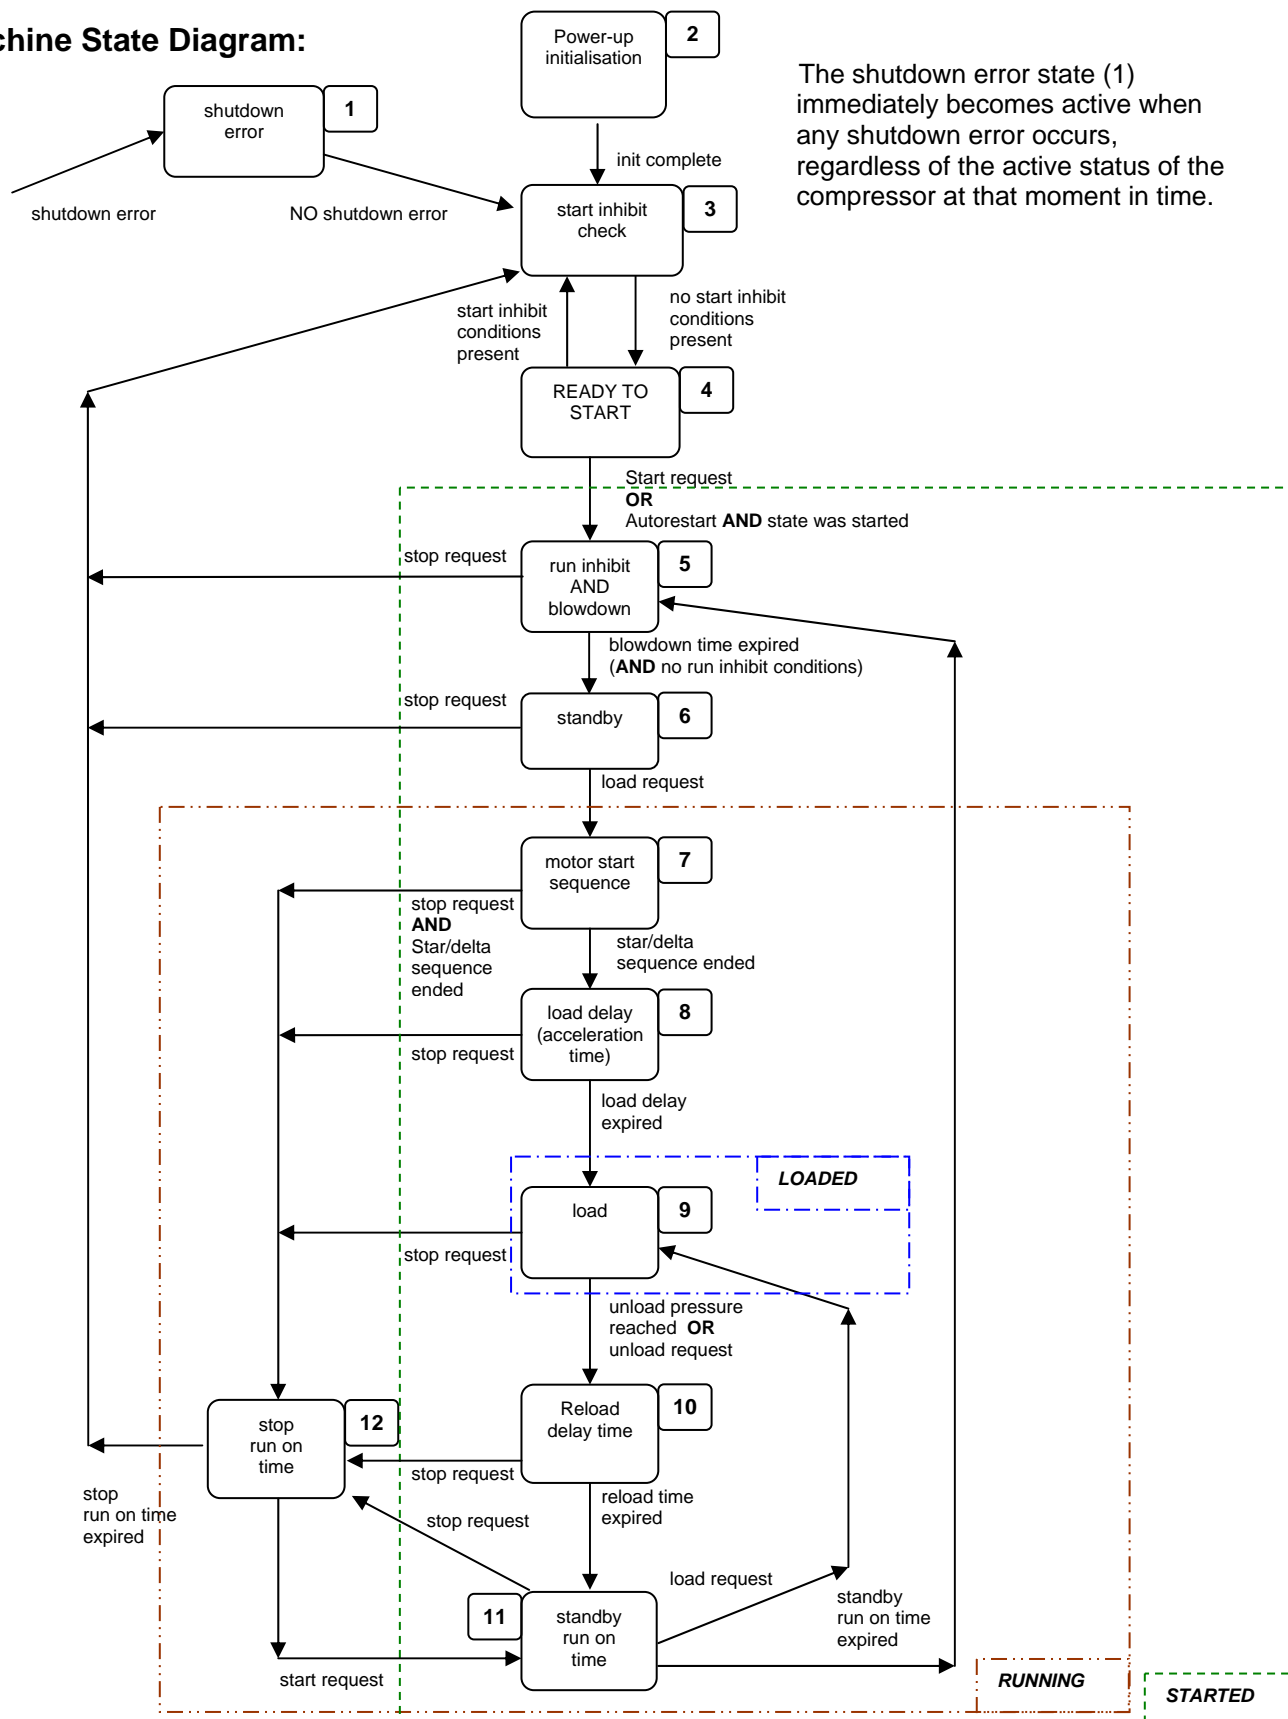 chine State Diagram:
Power-up
initialisation
2
The shutdown error state (1)
immediately becomes active when
any shutdown error occurs,
regardless of the active status of the
compressor at that moment in time.
shutdown
error
1
init complete
shutdown error
NO shutdown error
start inhibit
check
3
start inhibit
conditions
present
no start inhibit
conditions
present
READY TO
START
4
Start request
OR
Autorestart AND state was started
stop request
run inhibit
AND
blowdown
5
blowdown time expired
(AND no run inhibit conditions)
stop request
standby
6
load request
motor start
sequence
7
stop request
AND
Star/delta
sequence
ended
star/delta
sequence ended
load delay
(acceleration
time)
8
stop request
load delay
expired
LOADED
load
9
stop request
unload pressure
reached OR
unload request
Reload
delay time
10
stop
run on
time
12
stop request
stop
run on time
expired
reload time
expired
stop request
load request
standby
run on time
expired
11
standby
run on
time
start request
RUNNING
STARTED